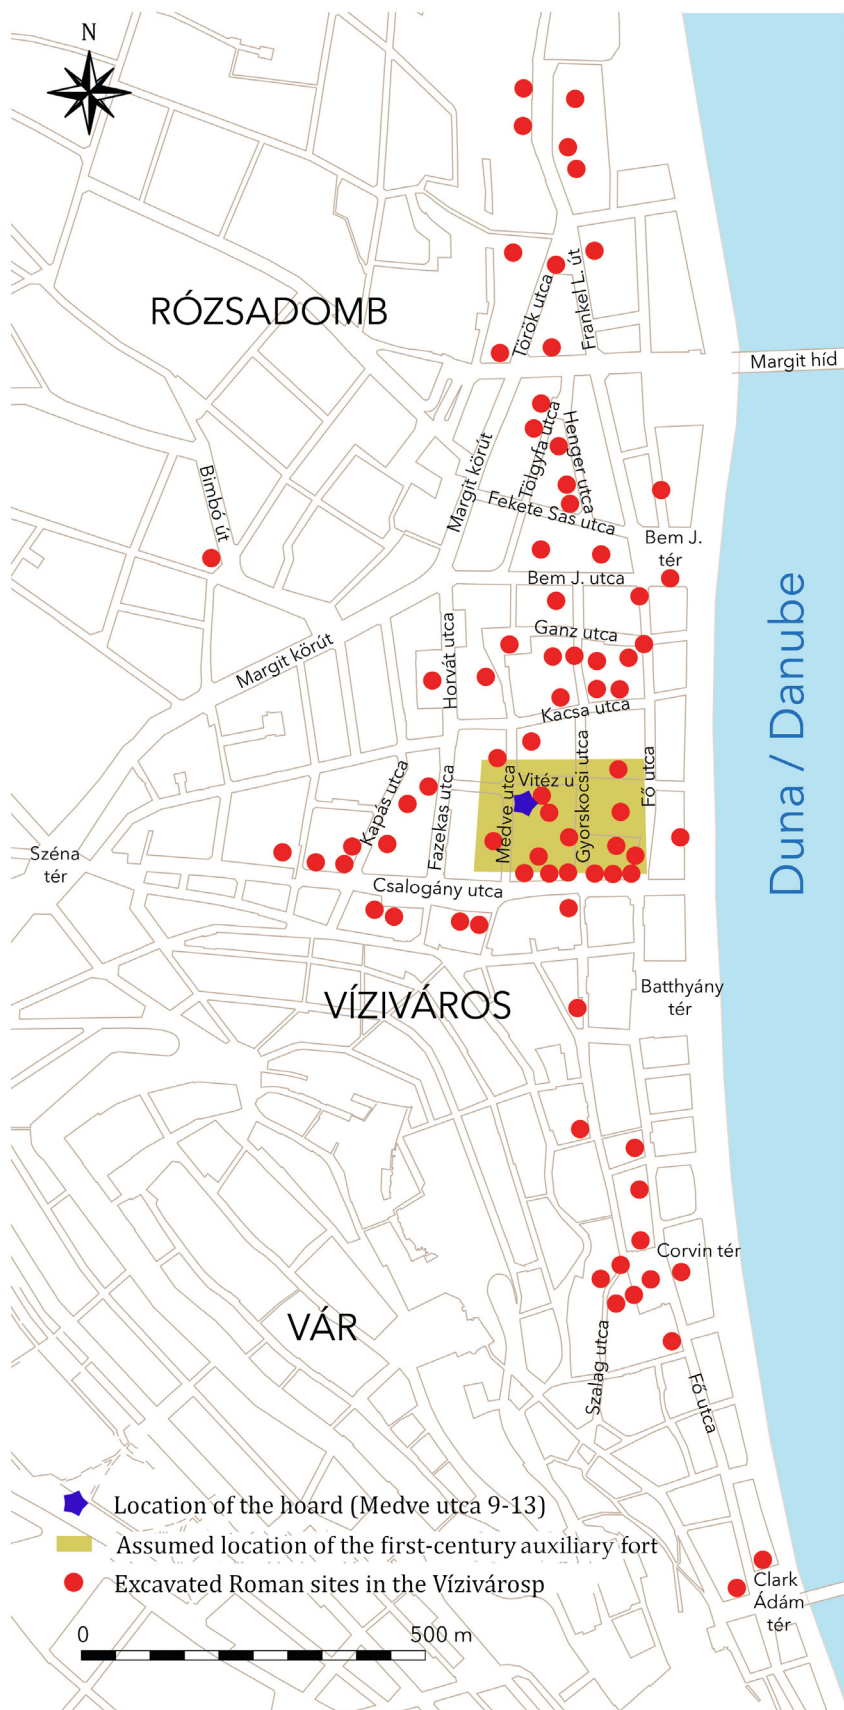 N
RÓZSADOMB
Török utca
Frankel L. út
Margit híd
Margit körút
Tölgyfa utca
Henger utca
Bimbó út
Fekete Sas utca
Bem J.
tér
Bem J. utca
Ganz utca
Horvát utca
Margit körút
Kacsa utca
Duna / Danube
Vitéz u.
Kapás utca
Fazekas utca
Medve utca
Gyorskocsi utca
Fő utca
Széna
tér
Csalogány utca
VÍZIVÁROS
Batthyány
tér
Corvin tér
VÁR
Szalag utca
Fő utca
Location of the hoard (Medve utca 9-13)
Assumed location of the first-century auxiliary fort
Excavated Roman sites in the Vízivárosp
Clark
Ádám
tér
0 500 m